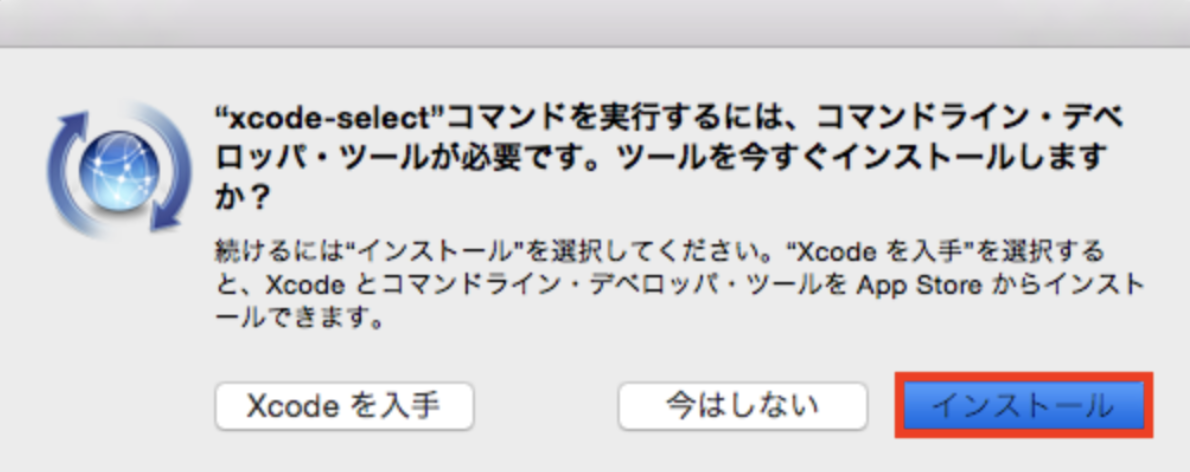 “xcode-select”コマンドを実行するには、コマンドライン・デベ
ロッパ・ツールが必要です。ツールを今すぐインストールします
か？
続けるには“インストール”を選択してください。“Xcode を入手”を選択する
と、Xcode とコマンドライン・デベロッパ・ツールを App Store からインスト
ールできます。
Xcode を入手
今はしない
インストール